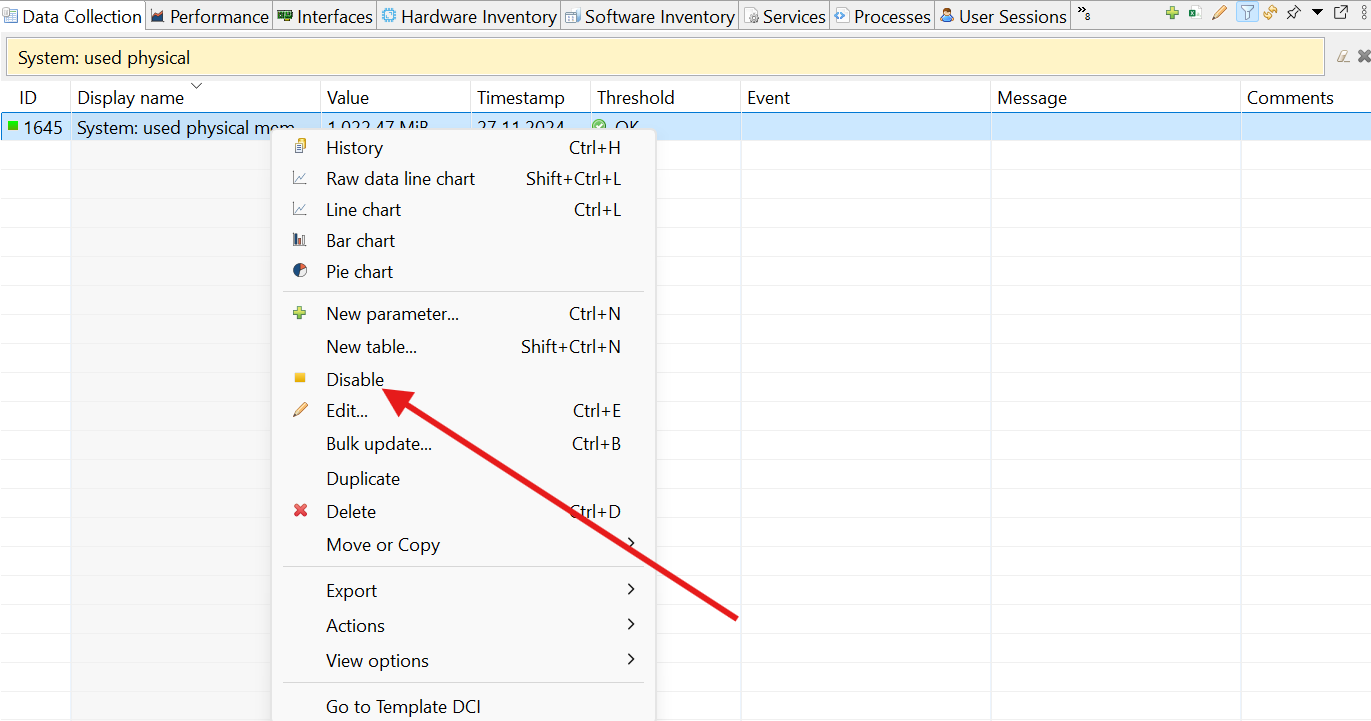 Data Collection Performance Interfaces Hardware Inventory Software Inventory Services Processes User Sessions »8
System: used physical
ID Display name Value Timestamp Threshold Event Message Comments
1645 System: used physical mem 1,022.47 MiB 27.11.2024 OK
History Ctrl+H
Raw data line chart Shift+Ctrl+L
Line chart Ctrl+L
Bar chart
Pie chart
New parameter... Ctrl+N
New table... Shift+Ctrl+N
Disable
Edit... Ctrl+E
Bulk update... Ctrl+B
Duplicate
Delete Ctrl+D
Move or Copy
Export
Actions
View options
Go to Template DCI